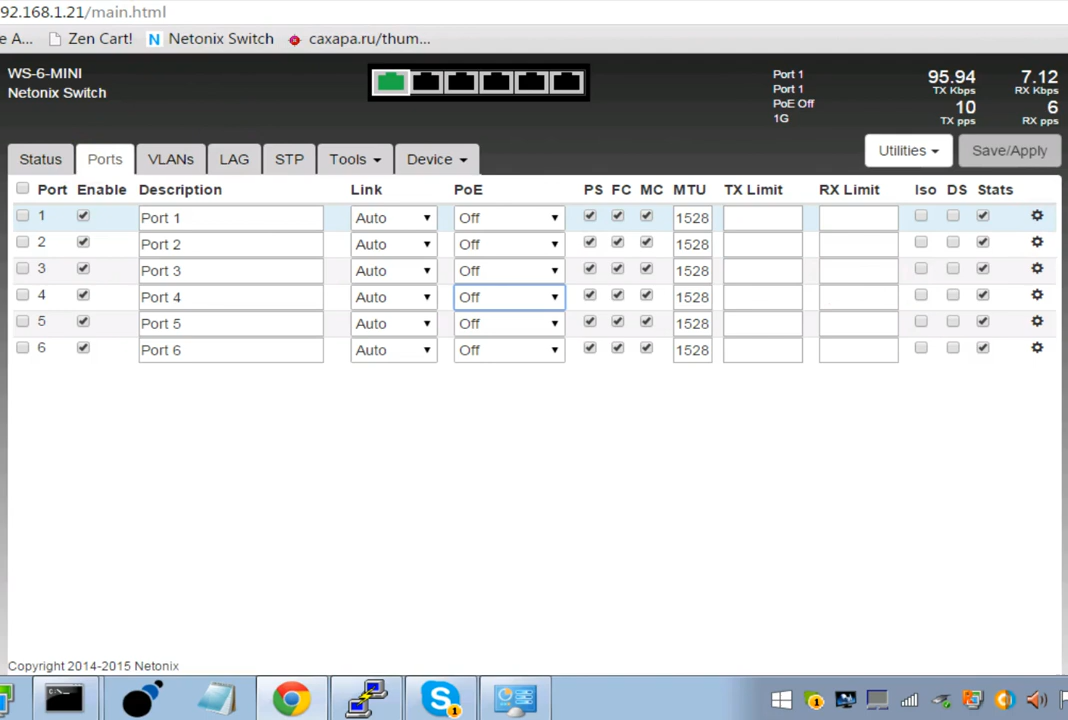 92.168.1.21/main.html
e A... Zen Cart! N Netonix Switch caxapa.ru/thum...
WS-6-MINI
Netonix Switch
Port 1
Port 1
PoE Off
1G
95.94 7.12
TX Kbps RX Kbps
10 6
TX pps RX pps
Status Ports VLANs LAG STP Tools Device Utilities Save/Apply
Port Enable Description Link PoE PS FC MC MTU TX Limit RX Limit Iso DS Stats
1 Port 1 Auto Off 1528
2 Port 2 Auto Off 1528
3 Port 3 Auto Off 1528
4 Port 4 Auto Off 1528
5 Port 5 Auto Off 1528
6 Port 6 Auto Off 1528
Copyright 2014-2015 Netonix
1 1